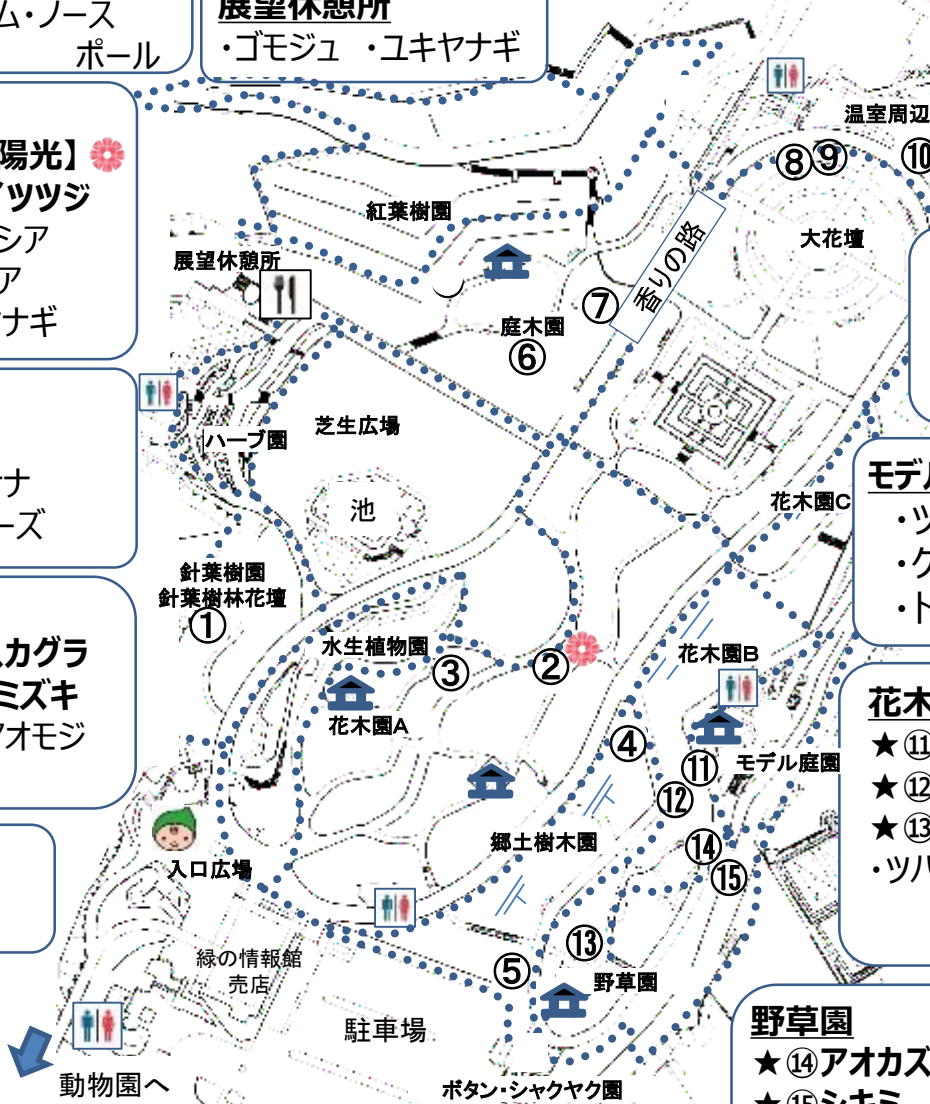 ム・ノース
ポール
展望休憩所
・ゴモジュ ・ユキヤナギ
陽光】
ツツジ
シア
ア
ナギ
ナ
ーズ
スカグラ
ミズキ
アオモジ
温室周辺
⑧
⑨
⑩
大花壇
紅葉樹園
香りの路
展望休憩所
⑦
庭木園
⑥
ハーブ園
芝生広場
池
花木園C
モデル
・ツ
・ク
・ト
針葉樹園
針葉樹林花壇
①
水生植物園
③
②
花木園B
花木園A
④
⑪
モデル庭園
⑫
花木
★⑪
★⑫
★⑬
・ツバ
郷土樹木園
⑭
⑮
入口広場
緑の情報館
売店
⑬
⑤
野草園
駐車場
動物園へ
ボタン・シャクヤク園
野草園
★⑭アオカズ
★⑮シキミ